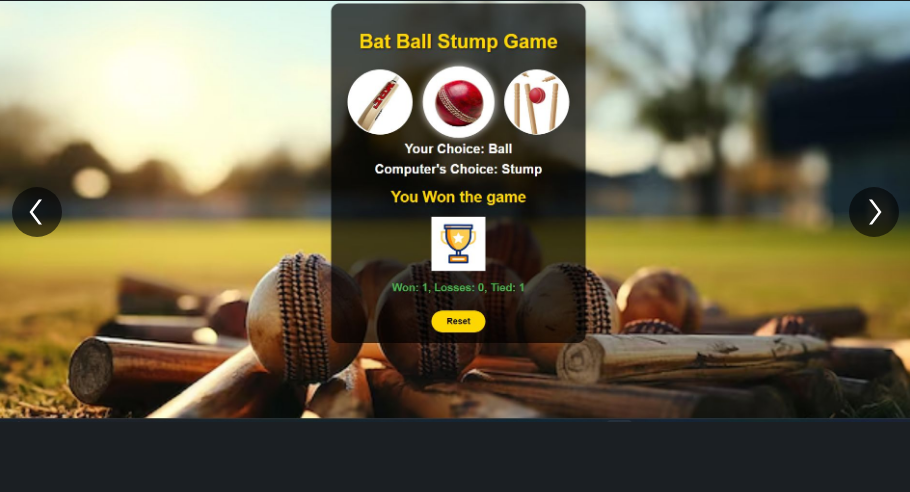 Bat Ball Stump Game
Your Choice: Ball
Computer's Choice: Stump
You Won the game
Won: 1, Losses: 0, Tied: 1
Reset